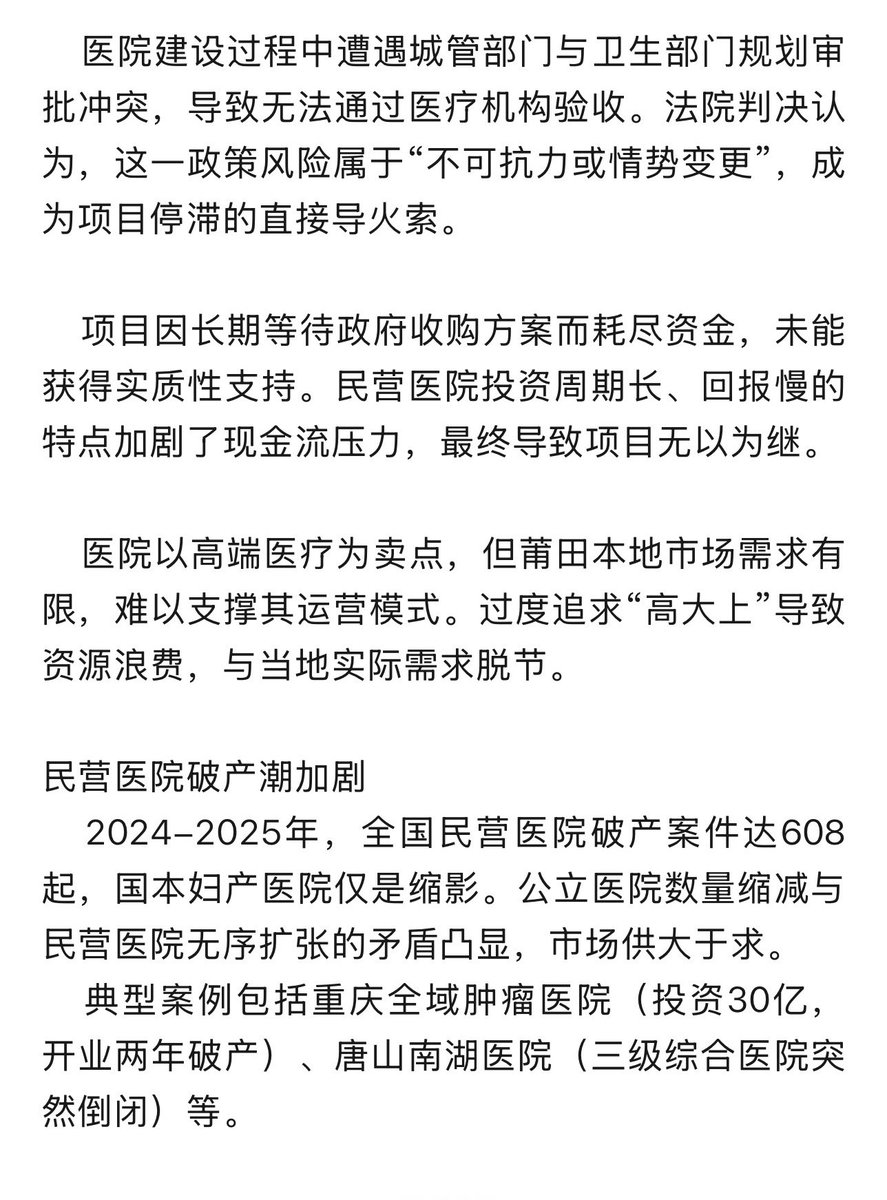 医院建设过程中遭遇城管部门与卫生部门规划审
批冲突，导致无法通过医疗机构验收。法院判决认
为，这一政策风险属于“不可抗力或情势变更”，成
为项目停滞的直接导火索。
项目因长期等待政府收购方案而耗尽资金，未能
获得实质性支持。民营医院投资周期长、回报慢的
特点加剧了现金流压力，最终导致项目无以为继。
医院以高端医疗为卖点，但莆田本地市场需求有
限，难以支撑其运营模式。过度追求“高大上”导致
资源浪费，与当地实际需求脱节。
民营医院破产潮加剧
2024–2025年，全国民营医院破产案件达608
起，国本妇产医院仅是缩影。公立医院数量缩减与
民营医院无序扩张的矛盾凸显，市场供大于求。
典型案例包括重庆全域肿瘤医院（投资30亿，
开业两年破产）、唐山南湖医院（三级综合医院突
然倒闭）等。